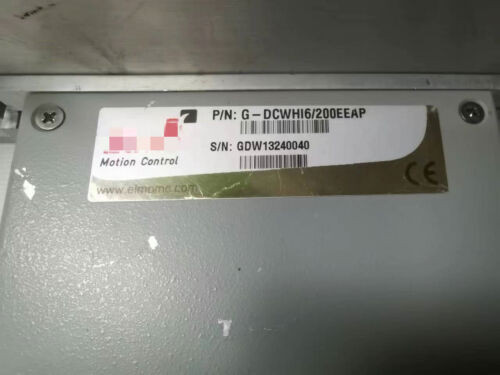 P/N: G-DCWHI6/200EEAP
S/N: GDW13240040
Motion Control
www.elmomc.com
CE